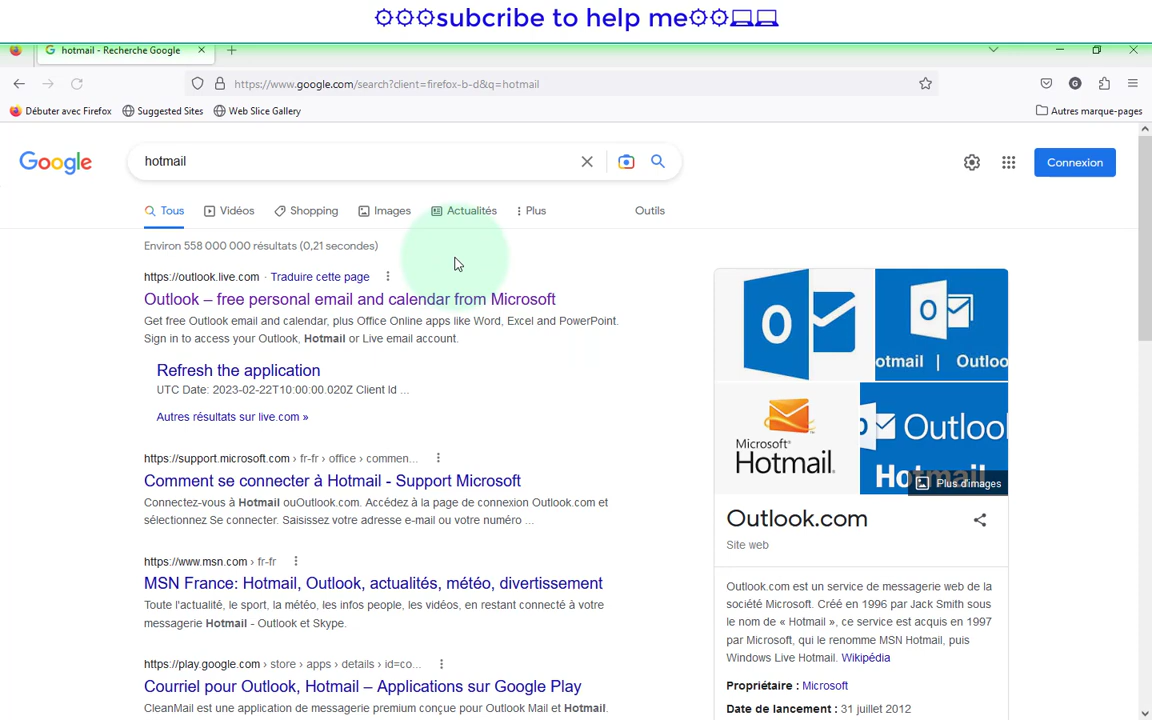 ⚙⚙⚙subcribe to help me⚙⚙💻💻
hotmail - Recherche Google
https://www.google.com/search?client=firefox-b-d&q=hotmail
Débuter avec Firefox
Suggested Sites
Web Slice Gallery
Autres marque-pages
Google
hotmail
Connexion
Tous
Vidéos
Shopping
Images
Actualités
Plus
Outils
Environ 558 000 000 résultats (0,21 secondes)
https://outlook.live.com · Traduire cette page
Outlook – free personal email and calendar from Microsoft
Get free Outlook email and calendar, plus Office Online apps like Word, Excel and PowerPoint.
Sign in to access your Outlook, Hotmail or Live email account.
Refresh the application
UTC Date: 2023-02-22T10:00:00.020Z Client Id ...
Autres résultats sur live.com »
https://support.microsoft.com › fr-fr › office › commen...
Comment se connecter à Hotmail - Support Microsoft
Connectez-vous à Hotmail ouOutlook.com. Accédez à la page de connexion Outlook.com et
sélectionnez Se connecter. Saisissez votre adresse e-mail ou votre numéro ...
https://www.msn.com › fr-fr
MSN France: Hotmail, Outlook, actualités, météo, divertissement
Toute l'actualité, le sport, la météo, les infos people, les vidéos, en restant connecté à votre
messagerie Hotmail - Outlook et Skype.
https://play.google.com › store › apps › details › id=co...
Courriel pour Outlook, Hotmail – Applications sur Google Play
CleanMail est une application de messagerie premium conçue pour Outlook Mail et Hotmail.
otmail | Outloo
Microsoft®
Hotmail.
Outlool
Hotmail
Plus d'images
Outlook.com
Site web
Outlook.com est un service de messagerie web de la
société Microsoft. Créé en 1996 par Jack Smith sous
le nom de « Hotmail », ce service est acquis en 1997
par Microsoft, qui le renomme MSN Hotmail, puis
Windows Live Hotmail. Wikipédia
Propriétaire : Microsoft
Date de lancement : 31 juillet 2012